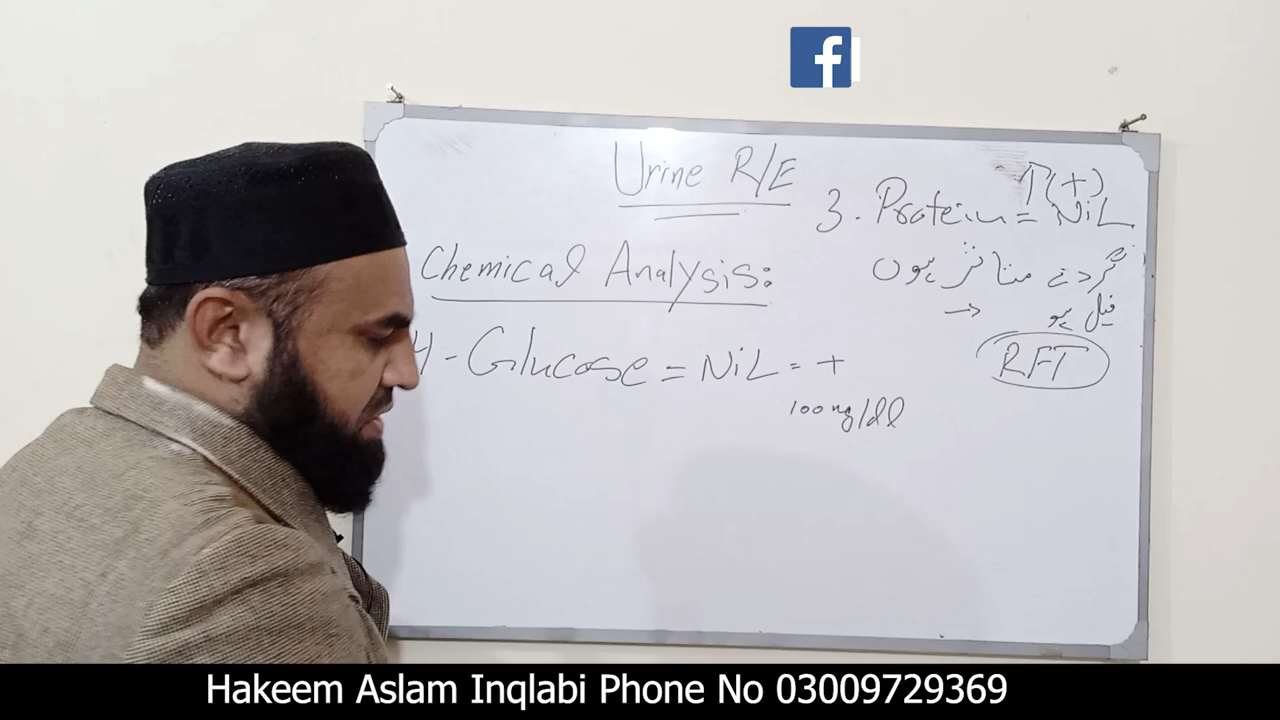 f
Urine R/E
3. Protein = NiL ↑(+)
گردے متاثر ہوں
فیل ہو →
RFT
Chemical Analysis:
4 - Glucose = NiL = +
100 mg/dl
Hakeem Aslam Inqlabi Phone No 03009729369